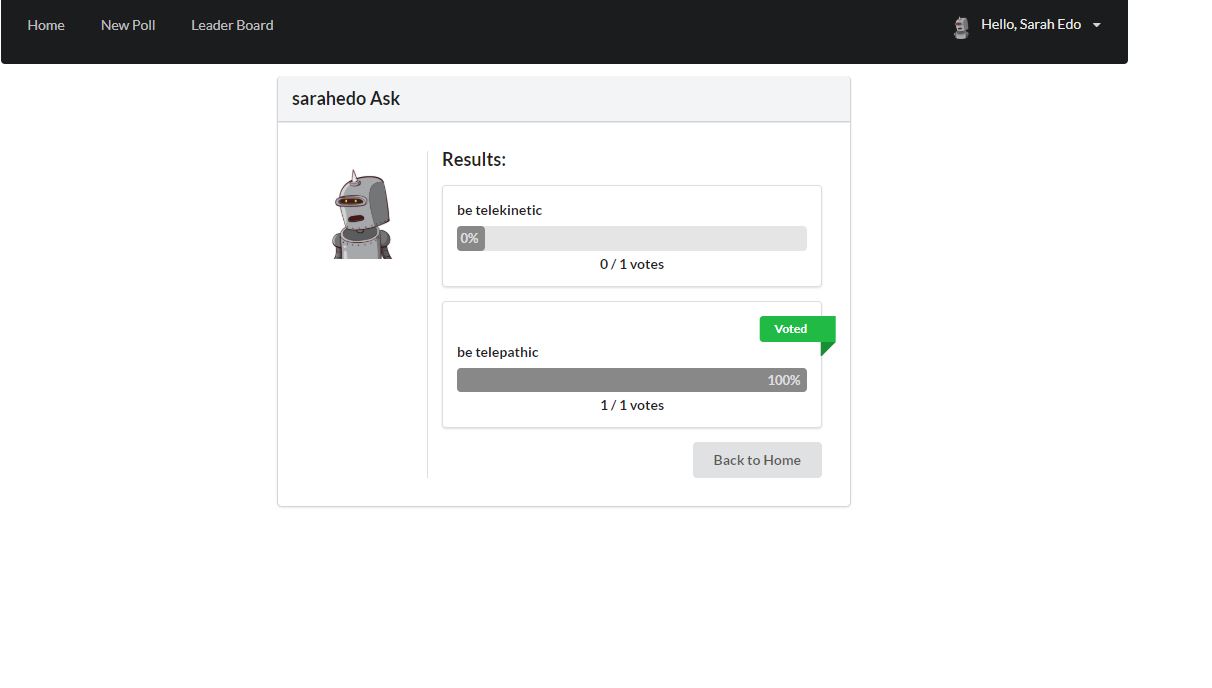 Home New Poll Leader Board Hello, Sarah Edo
sarahedo Ask
Results:
be telekinetic
0%
0 / 1 votes
Voted
be telepathic
100%
1 / 1 votes
Back to Home